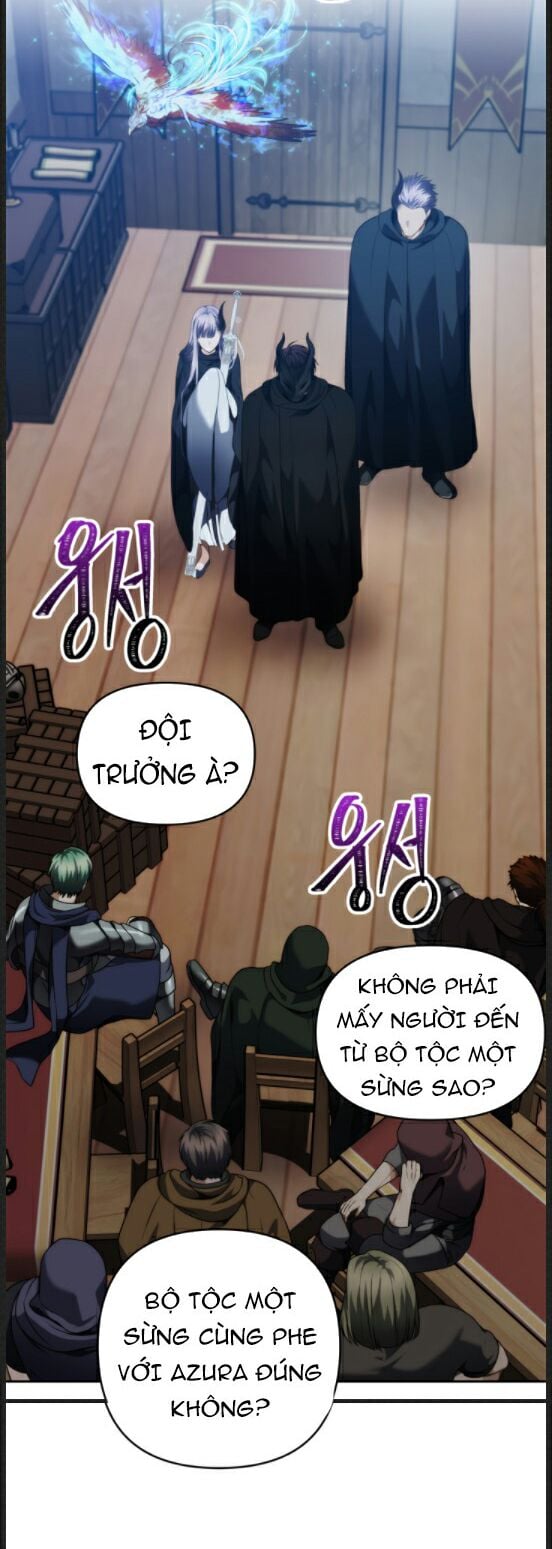 웅성
ĐỘI
TRƯỞNG À?
웅성
KHÔNG PHẢI
MẤY NGƯỜI ĐẾN
TỪ BỘ TỘC MỘT
SỪNG SAO?
BỘ TỘC MỘT
SỪNG CÙNG PHE
VỚI AZURA ĐÚNG
KHÔNG?